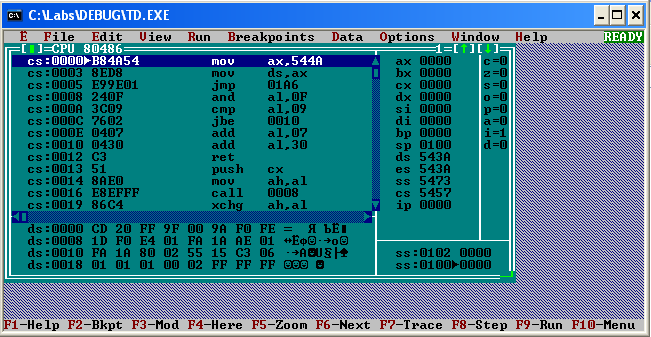 C:\Labs\DEBUG\TD.EXE
E File Edit View Run Breakpoints Data Options Window Help READY
[■]=CPU 80486 1=[↑][↓]
cs:0000►B84A54 mov ax,544A ax 0000 c=0
cs:0003 8ED8 mov ds,ax bx 0000 z=0
cs:0005 E99E01 jmp 01A6 cx 0000 s=0
cs:0008 240F and al,0F dx 0000 o=0
cs:000A 3C09 cmp al,09 si 0000 p=0
cs:000C 7602 jbe 0010 di 0000 a=0
cs:000E 0407 add al,07 bp 0000 i=1
cs:0010 0430 add al,30 sp 0100 d=0
cs:0012 C3 ret ds 543A
cs:0013 51 push cx es 543A
cs:0014 8AE0 mov ah,al ss 5473
cs:0016 E8EFFF call 0008 cs 5457
cs:0019 86C4 xchg ah,al ip 0000
ds:0000 CD 20 FF 9F 00 9A F0 FE = Я ЬЁ■
ds:0008 1D F0 E4 01 FA 1A AE 01
ds:0010 FA 1A 80 02 55 15 C3 06 ss:0102 0000
ds:0018 01 01 01 00 02 FF FF FF ss:0100►0000
F1-Help F2-Bkpt F3-Mod F4-Here F5-Zoom F6-Next F7-Trace F8-Step F9-Run F10-Menu